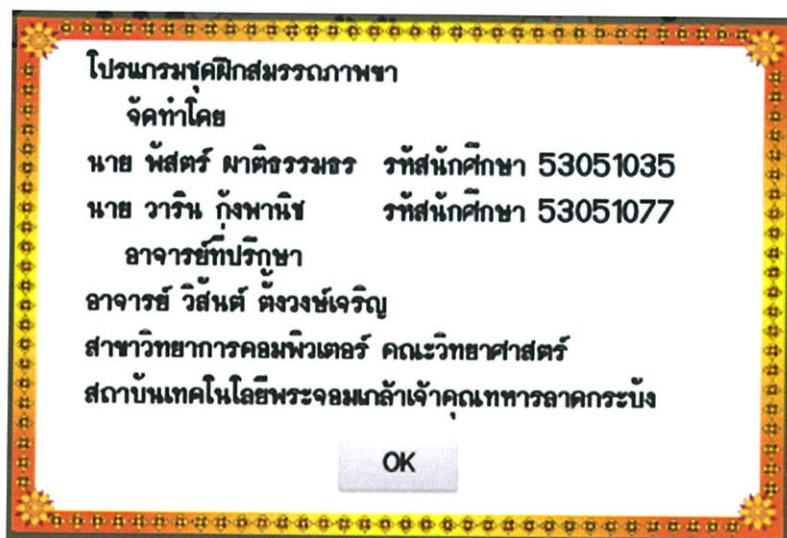 โปรแกรมชุดฝึกสมรรถภาพขา
จัดทำโดย
นาย พัสตร์ ผาติธรรมธร รหัสนักศึกษา 53051035
นาย วาริน กังพานิช รหัสนักศึกษา 53051077
อาจารย์ที่ปรึกษา
อาจารย์ วิสันต์ ตั้งวงษ์เจริญ
สาขาวิทยาการคอมพิวเตอร์ คณะวิทยาศาสตร์
สถาบันเทคโนโลยีพระจอมเกล้าเจ้าคุณทหารลาดกระบัง
OK